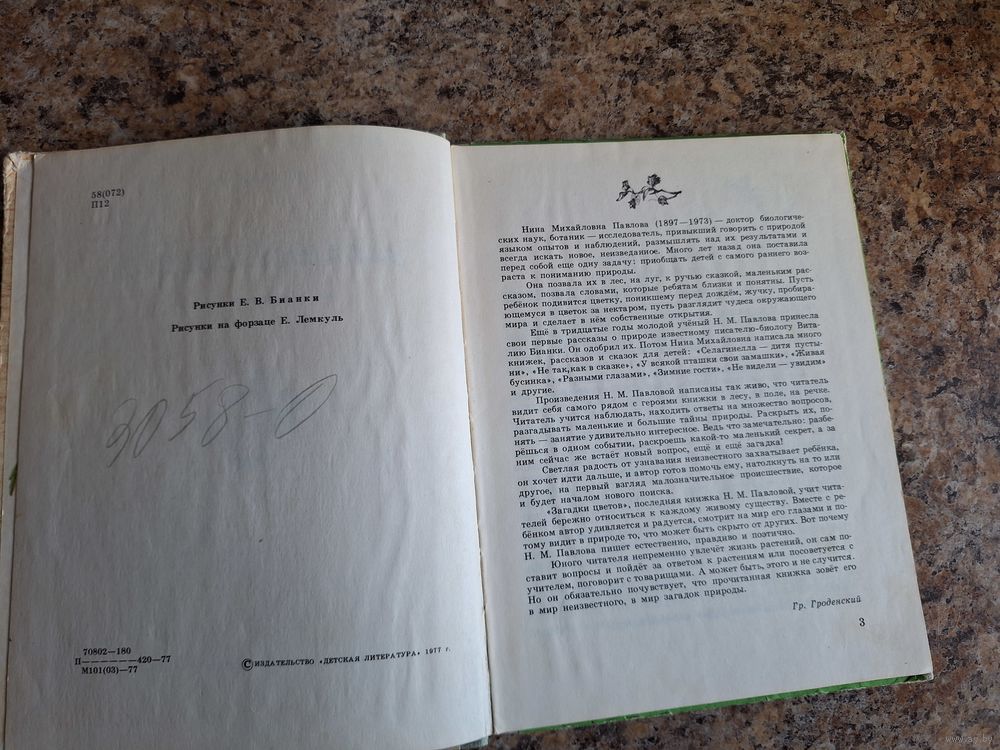 58(072)
П12
Рисунки Е. В. Бианки
Рисунки на форзаце Е. Лемкуль
70802—180
П—————420—77
М101(03)—77
© ИЗДАТЕЛЬСТВО «ДЕТСКАЯ ЛИТЕРАТУРА» 1977 г.
Нина Михайловна Павлова (1897—1973) — доктор биологиче-
ских наук, ботаник — исследователь, привыкший говорить с природой
языком опытов и наблюдений, размышлять над их результатами и
всегда искать новое, неизведанное. Много лет назад она поставила
перед собой еще одну задачу: приобщать детей с самого раннего воз-
раста к пониманию природы.
Она позвала их в лес, на луг, к ручью сказкой, маленьким рас-
сказом, позвала словами, которые ребятам близки и понятны. Пусть
ребёнок подивится цветку, поникшему перед дождём, жучку, пробира-
ющемуся в цветок за нектаром, пусть разглядит чудеса окружающего
мира и сделает в нём собственные открытия.
Ещё в тридцатые годы молодой учёный Н. М. Павлова принесла
свои первые рассказы о природе известному писателю-биологу Вита-
лию Бианки. Он одобрил их. Потом Нина Михайловна написала много
книжек, рассказов и сказок для детей: «Селагинелла — дитя пусты-
ни», «Не так, как в сказке», «У всякой пташки свои замашки», «Живая
бусинка», «Разными глазами», «Зимние гости», «Не видели — увидим»
и другие.
Произведения Н. М. Павловой написаны так живо, что читатель
видит себя самого рядом с героями книжки в лесу, в поле, на речке.
Читатель учится наблюдать, находить ответы на множество вопросов,
разгадывать маленькие и большие тайны природы. Раскрыть их, по-
нять — занятие удивительно интересное. Ведь что замечательно: разбе-
рёшься в одном событии, раскроешь какой-то маленький секрет, а за
ним сейчас же встаёт новый вопрос, ещё и ещё загадка!
Светлая радость от узнавания неизвестного захватывает ребёнка,
он хочет идти дальше, и автор готов помочь ему, натолкнуть на то или
другое, на первый взгляд малозначительное происшествие, которое
и будет началом нового поиска.
«Загадки цветов», последняя книжка Н. М. Павловой, учит чита-
телей бережно относиться к каждому живому существу. Вместе с ре-
бёнком автор удивляется и радуется, смотрит на мир его глазами и по-
тому видит в природе то, что может быть скрыто от других. Вот почему
Н. М. Павлова пишет естественно, правдиво и поэтично.
Юного читателя непременно увлечёт жизнь растений, он сам по-
ставит вопросы и пойдёт за ответом к растениям или посоветуется с
учителем, поговорит с товарищами. А может быть, этого и не случится.
Но он обязательно почувствует, что прочитанная книжка зовёт его
в мир неизвестного, в мир загадок природы.
Гр. Гроденский
3